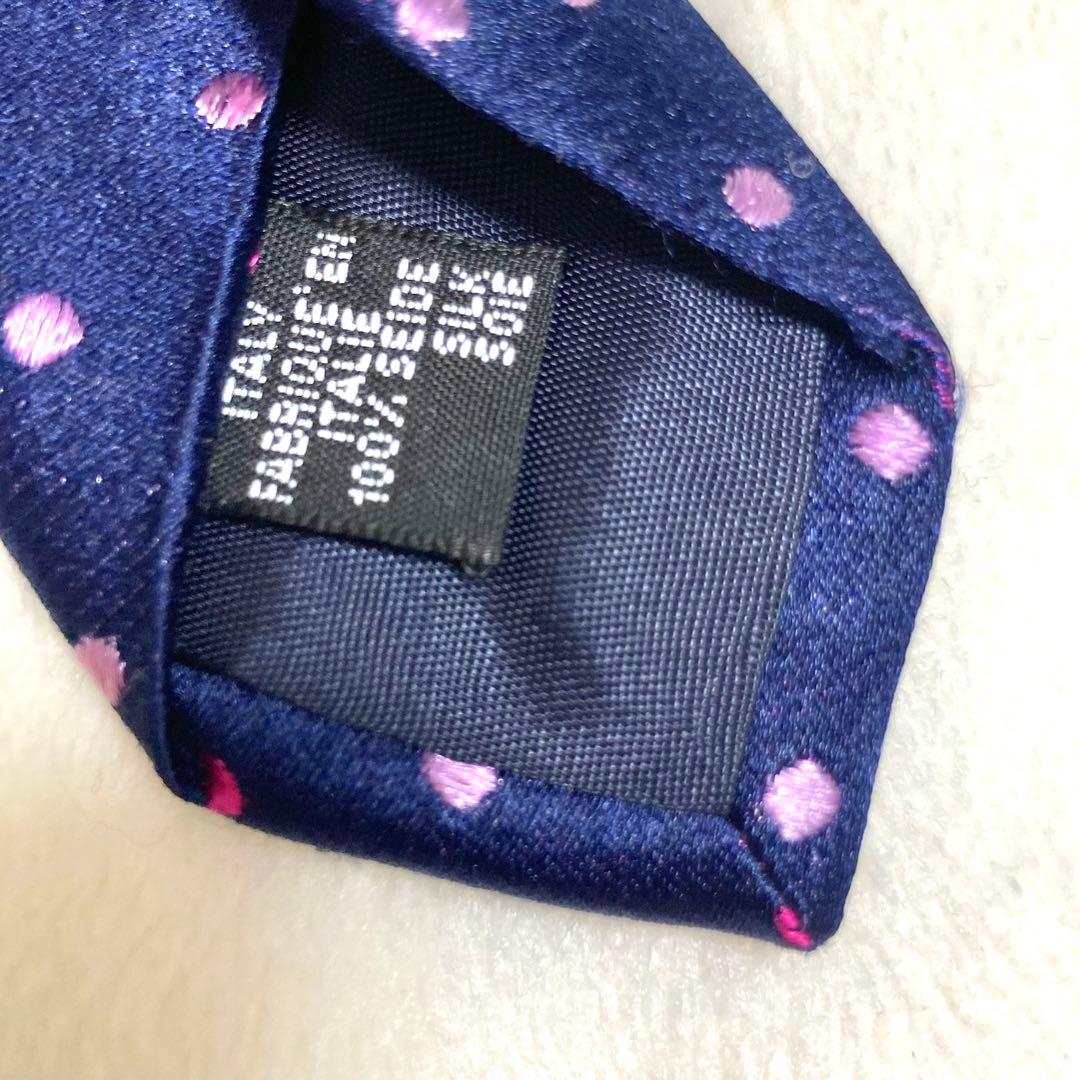 ITALY
FABRIQUE EN
ITALIE
100% SEIDE
SILK
SOIE